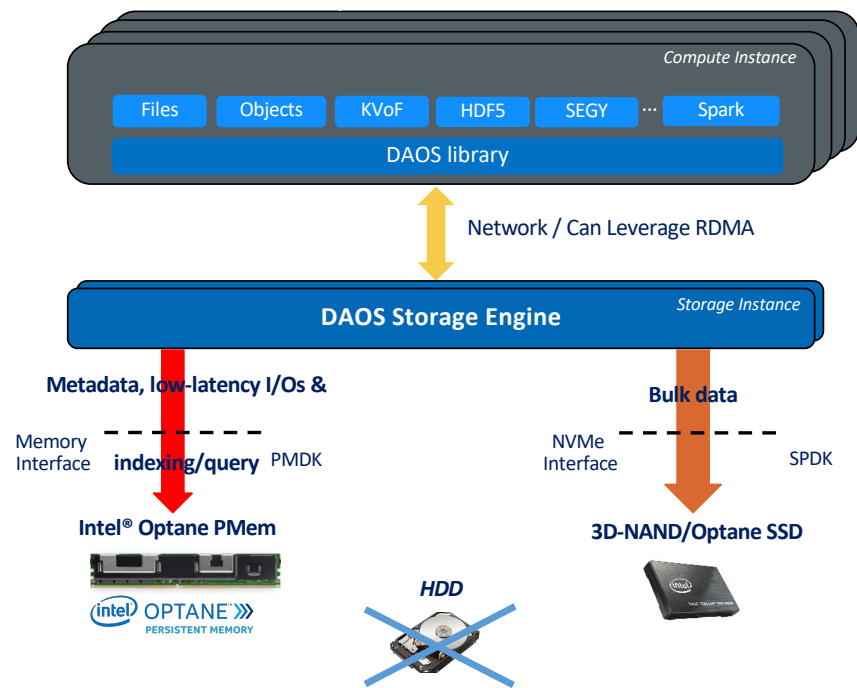 Compute Instance
Files
Objects
KVoF
HDF5
SEGY
...
Spark
DAOS library
Network / Can Leverage RDMA
Storage Instance
DAOS Storage Engine
Metadata, low-latency I/Os &
Bulk data
Memory
Interface
indexing/query
PMDK
NVMe
Interface
SPDK
Intel® Optane PMem
3D-NAND/Optane SSD
intel OPTANE™
PERSISTENT MEMORY
HDD
intel